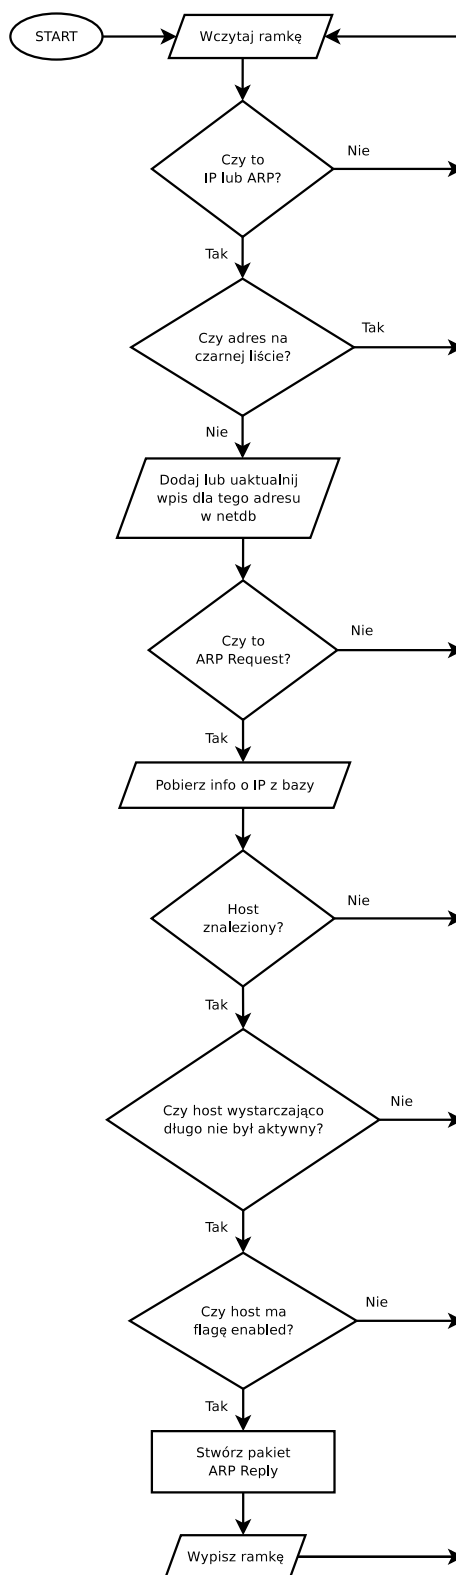 START
Wczytaj ramkę
Czy to
IP lub ARP?
Nie
Tak
Czy adres na
czarnej liście?
Tak
Nie
Dodaj lub uaktualnij
wpis dla tego adresu
w netdb
Czy to
ARP Request?
Nie
Tak
Pobierz info o IP z bazy
Host
znaleziony?
Nie
Tak
Czy host wystarczająco
długo nie był aktywny?
Nie
Tak
Czy host ma
flagę enabled?
Nie
Tak
Stwórz pakiet
ARP Reply
Wypisz ramkę